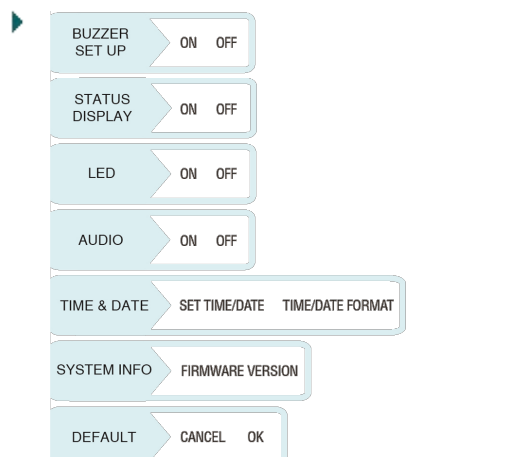 BUZZER
SET UP
ON OFF
STATUS
DISPLAY
ON OFF
LED
ON OFF
AUDIO
ON OFF
TIME & DATE
SET TIME/DATE TIME/DATE FORMAT
SYSTEM INFO
FIRMWARE VERSION
DEFAULT
CANCEL OK